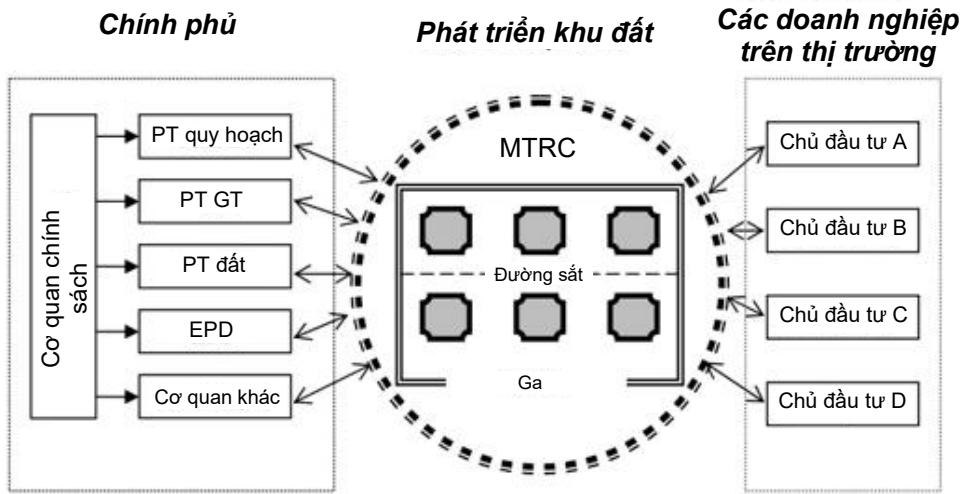 Chính phủ
Phát triển khu đất
Các doanh nghiệp
trên thị trường
Cơ quan chính
sách
PT quy hoạch
PT GT
PT đất
EPD
Cơ quan khác
MTRC
Đường sắt
Ga
Chủ đầu tư A
Chủ đầu tư B
Chủ đầu tư C
Chủ đầu tư D